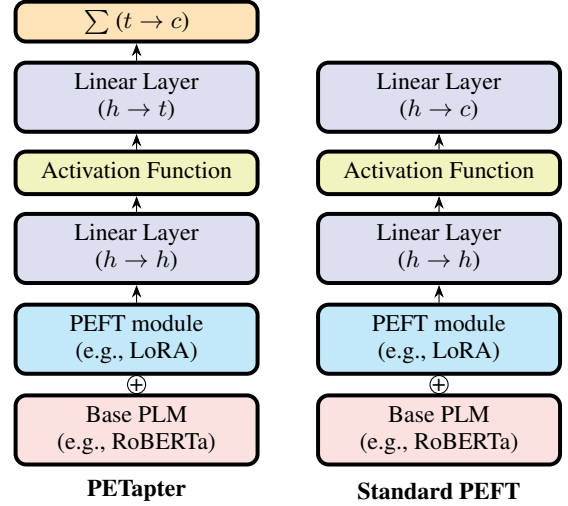 ∑ (t → c)
Linear Layer
(h → t)
Activation Function
Linear Layer
(h → h)
PEFT module
(e.g., LoRA)
⊕
Base PLM
(e.g., RoBERTa)
PETapter
Linear Layer
(h → c)
Activation Function
Linear Layer
(h → h)
PEFT module
(e.g., LoRA)
⊕
Base PLM
(e.g., RoBERTa)
Standard PEFT